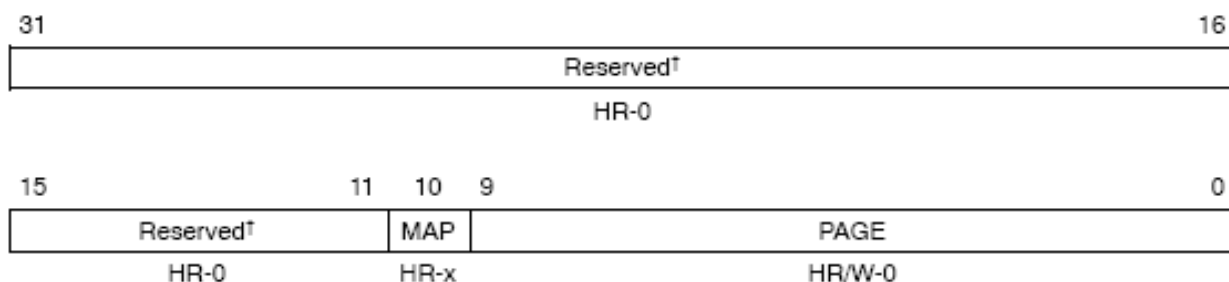 31 16
Reserved†
HR-0
15 11 10 9 0
Reserved† MAP PAGE
HR-0 HR-x HR/W-0